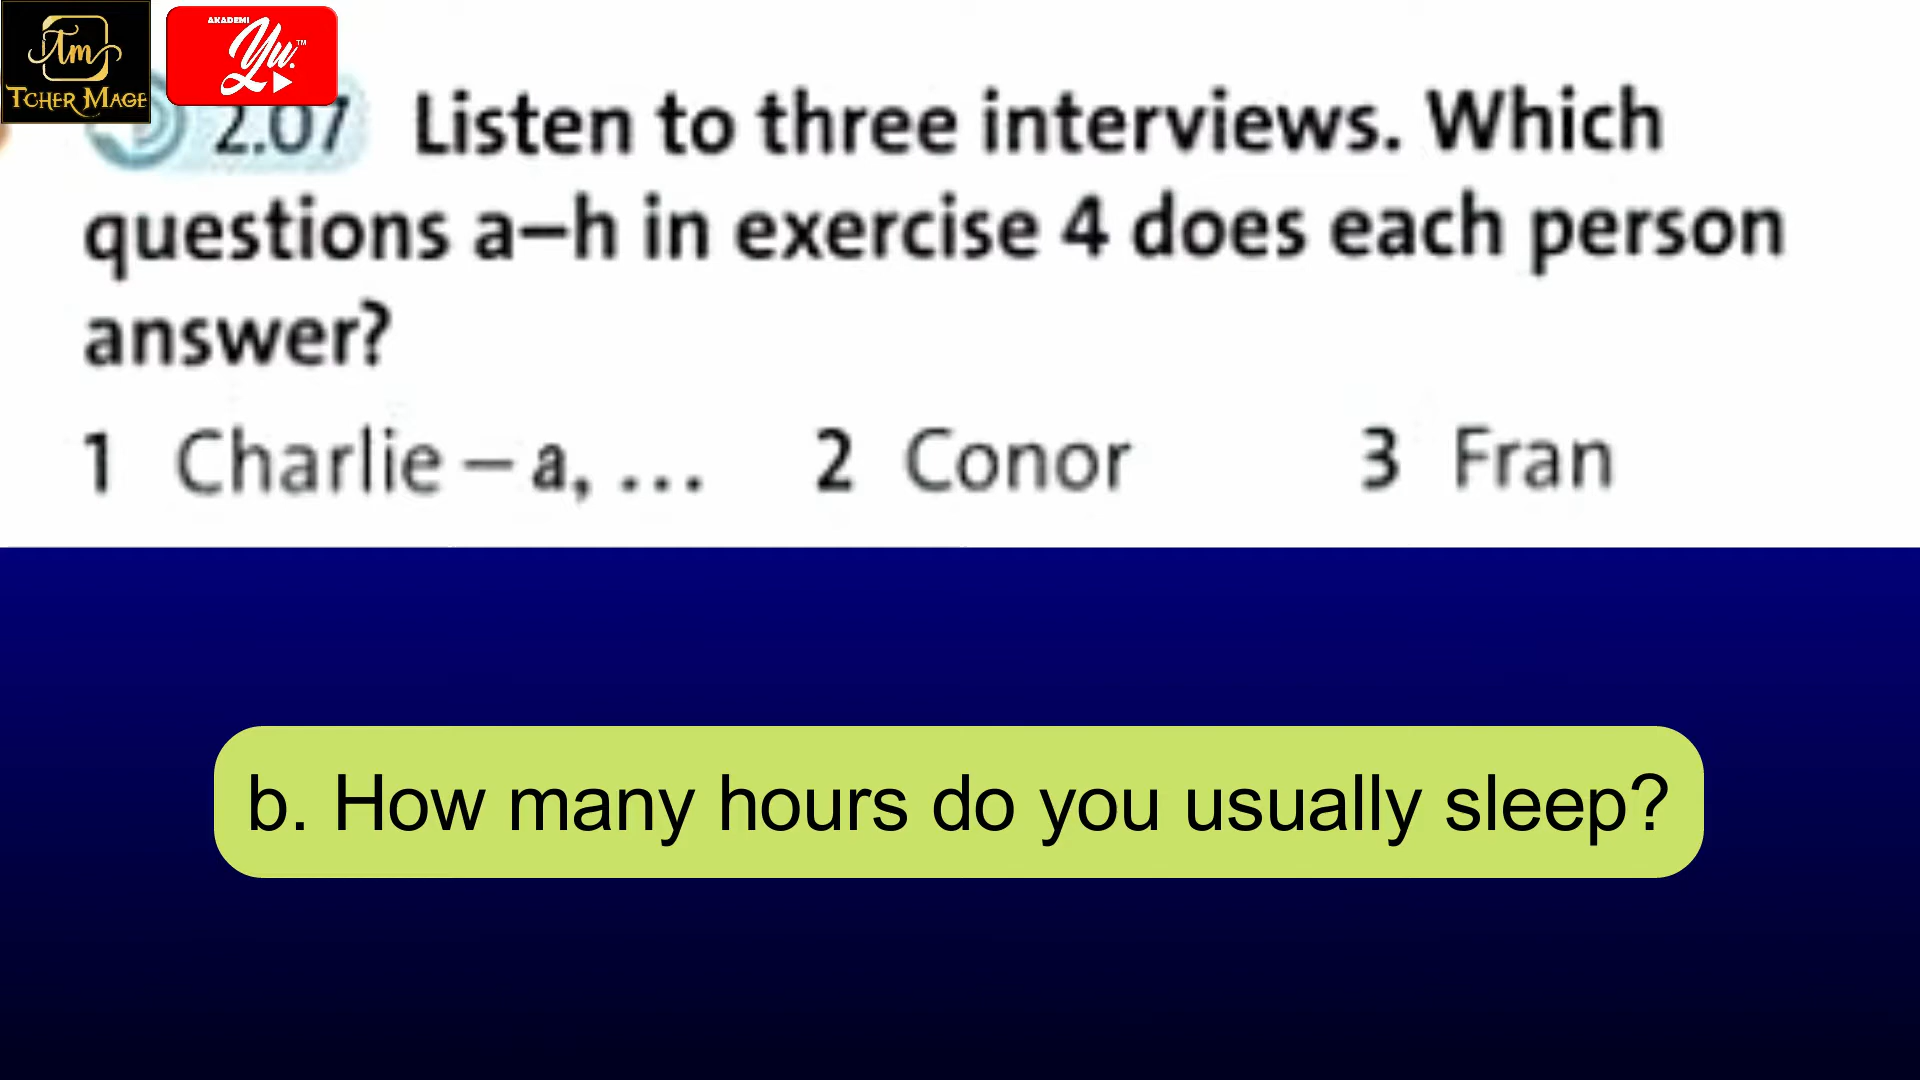 Tm
TCHER MAGE
AKADEMI
Yu.™
2.07 Listen to three interviews. Which
questions a–h in exercise 4 does each person
answer?
1 Charlie – a, ... 2 Conor 3 Fran
b. How many hours do you usually sleep?